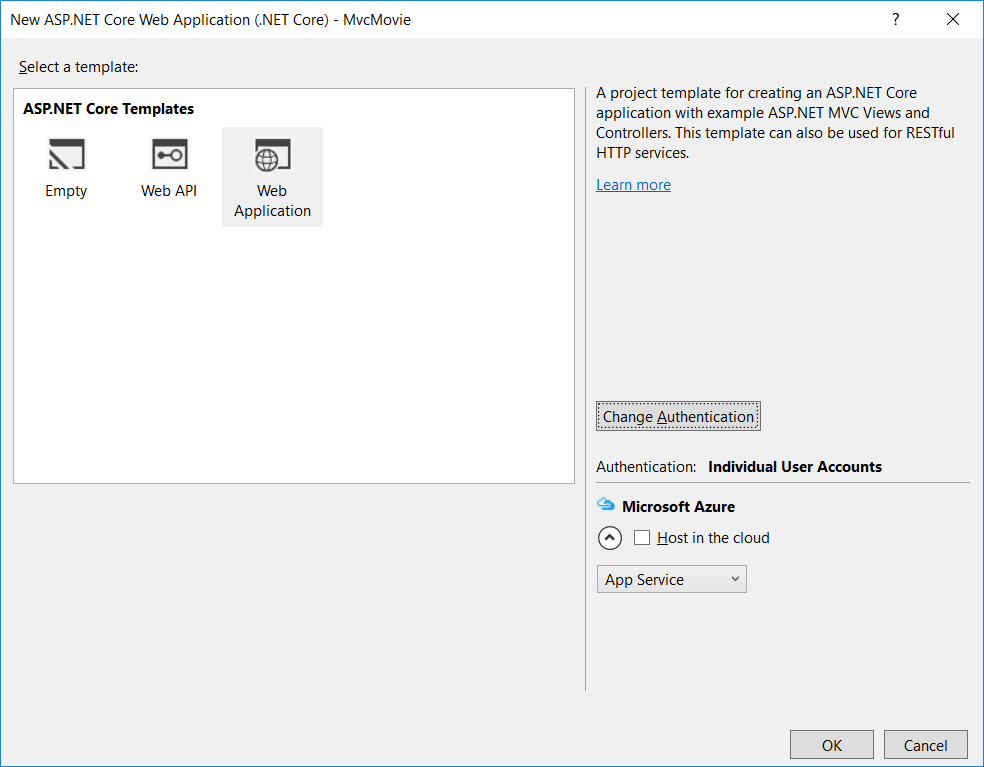 New ASP.NET Core Web Application (.NET Core) - MvcMovie
?
Select a template:
ASP.NET Core Templates
Empty
Web API
Web
Application
A project template for creating an ASP.NET Core
application with example ASP.NET MVC Views and
Controllers. This template can also be used for RESTful
HTTP services.
Learn more
Change Authentication
Authentication: Individual User Accounts
Microsoft Azure
Host in the cloud
App Service
OK
Cancel